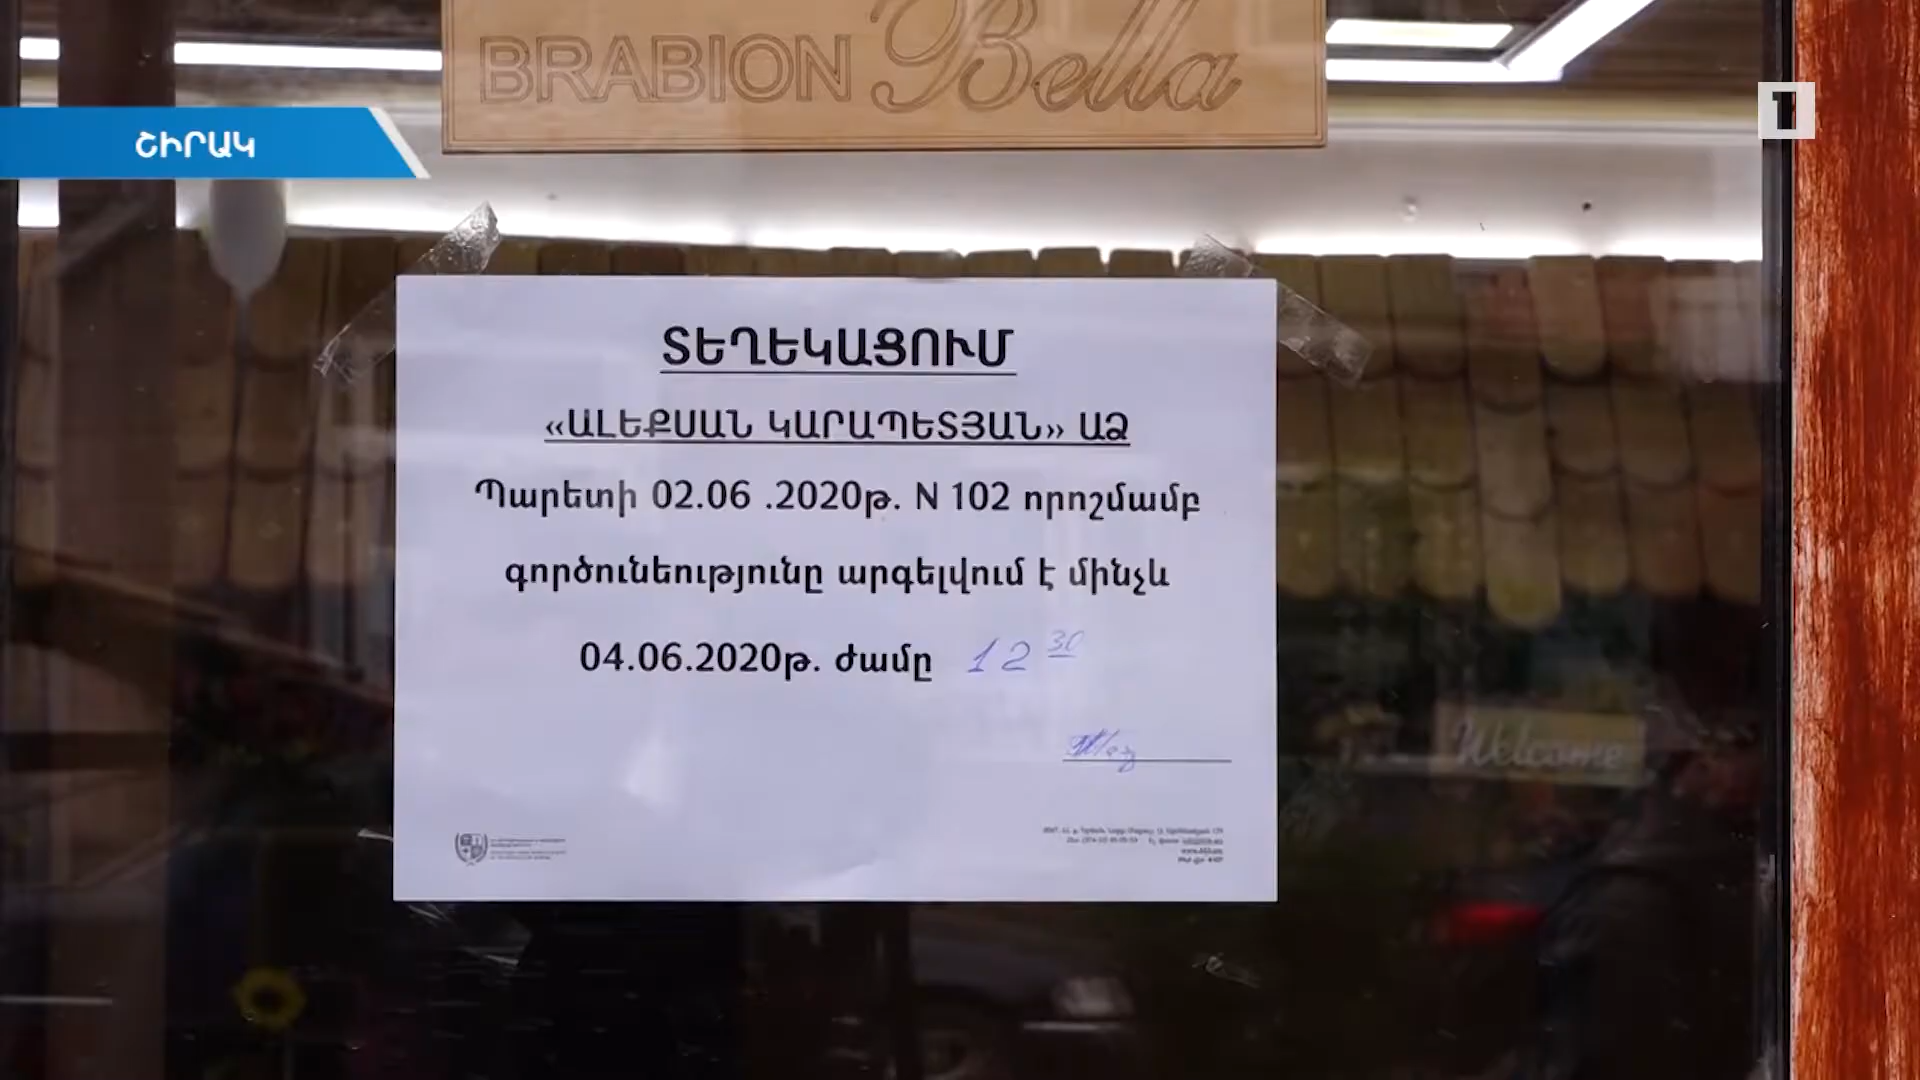 BRABION Bella
1
ՇԻՐԱԿ
ՏԵՂԵԿԱՑՈՒՄ
«ԱԼԵՔՍԱՆ ԿԱՐԱՊԵՏՅԱՆ» ԱՁ
Պարետի 02.06 .2020թ. N 102 որոշմամբ
գործունեությունը արգելվում է մինչև
04.06.2020թ. ժամը 12 30
Welcome